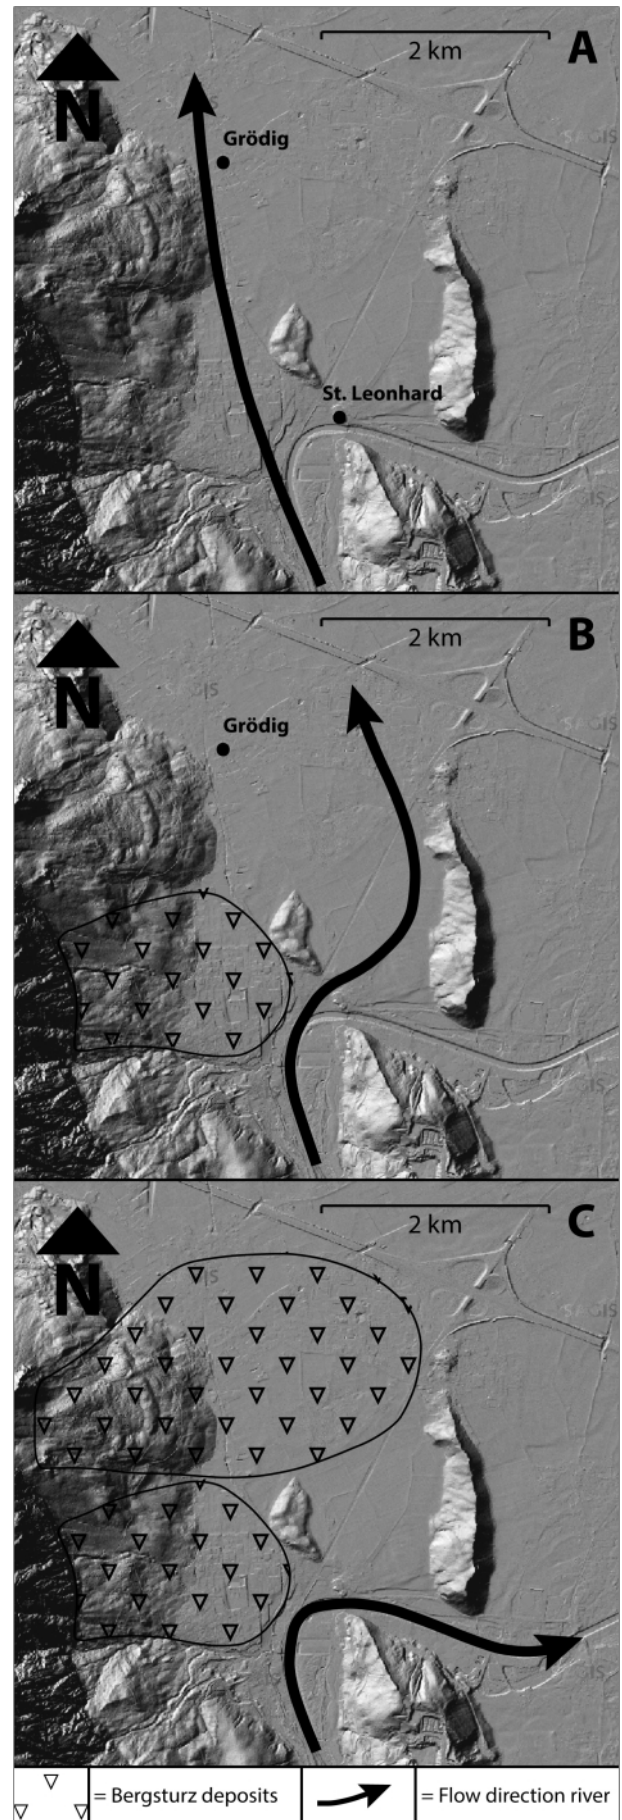 2 km
A
N
Grödig
St. Leonhard
2 km
B
N
Grödig
2 km
C
N
= Bergsturz deposits
= Flow direction river